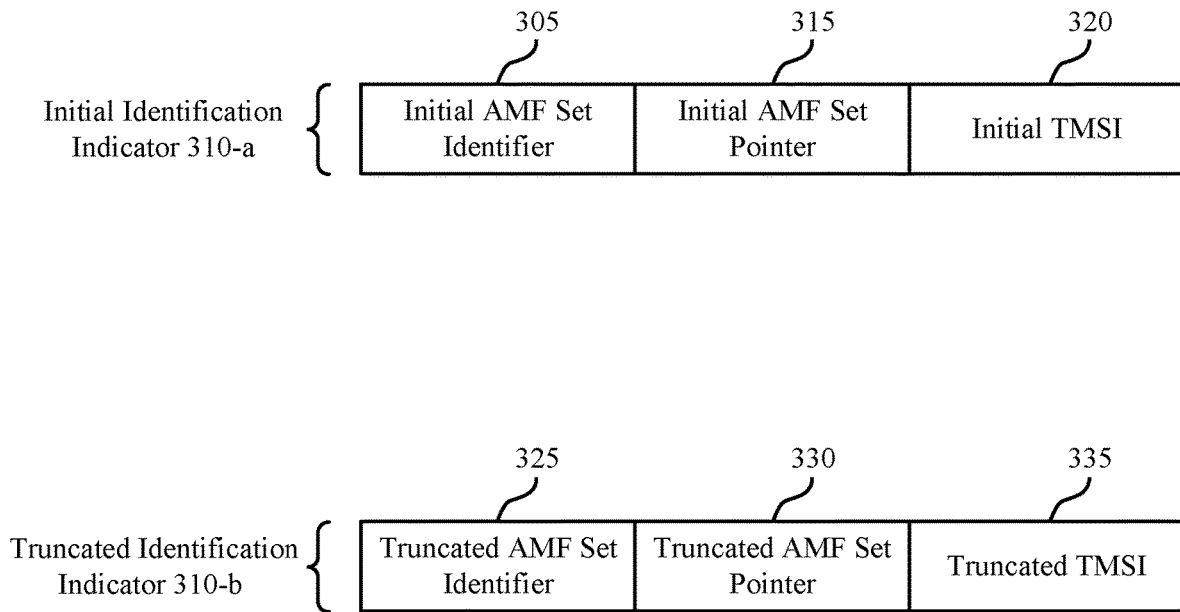 305 315 320
Initial Identification
Indicator 310-a
Initial AMF Set
Identifier
Initial AMF Set
Pointer
Initial TMSI
325 330 335
Truncated Identification
Indicator 310-b
Truncated AMF Set
Identifier
Truncated AMF Set
Pointer
Truncated TMSI